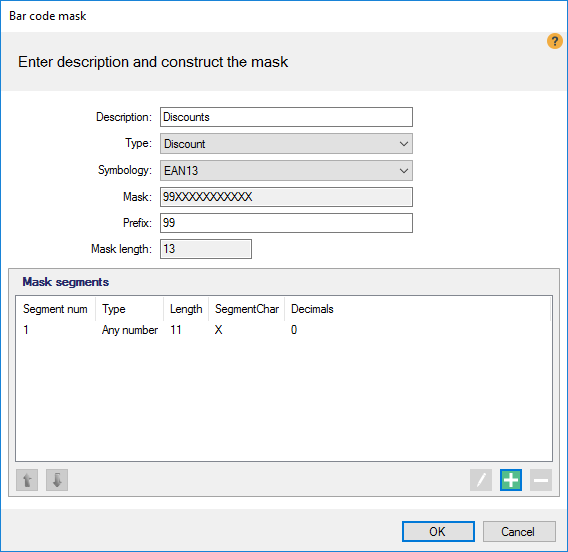 Bar code mask
?
Enter description and construct the mask
Description: Discounts
Type: Discount
Symbology: EAN13
Mask: 99XXXXXXXXXXX
Prefix: 99
Mask length: 13
Mask segments
Segment num Type Length SegmentChar Decimals
1 Any number 11 X 0
OK Cancel